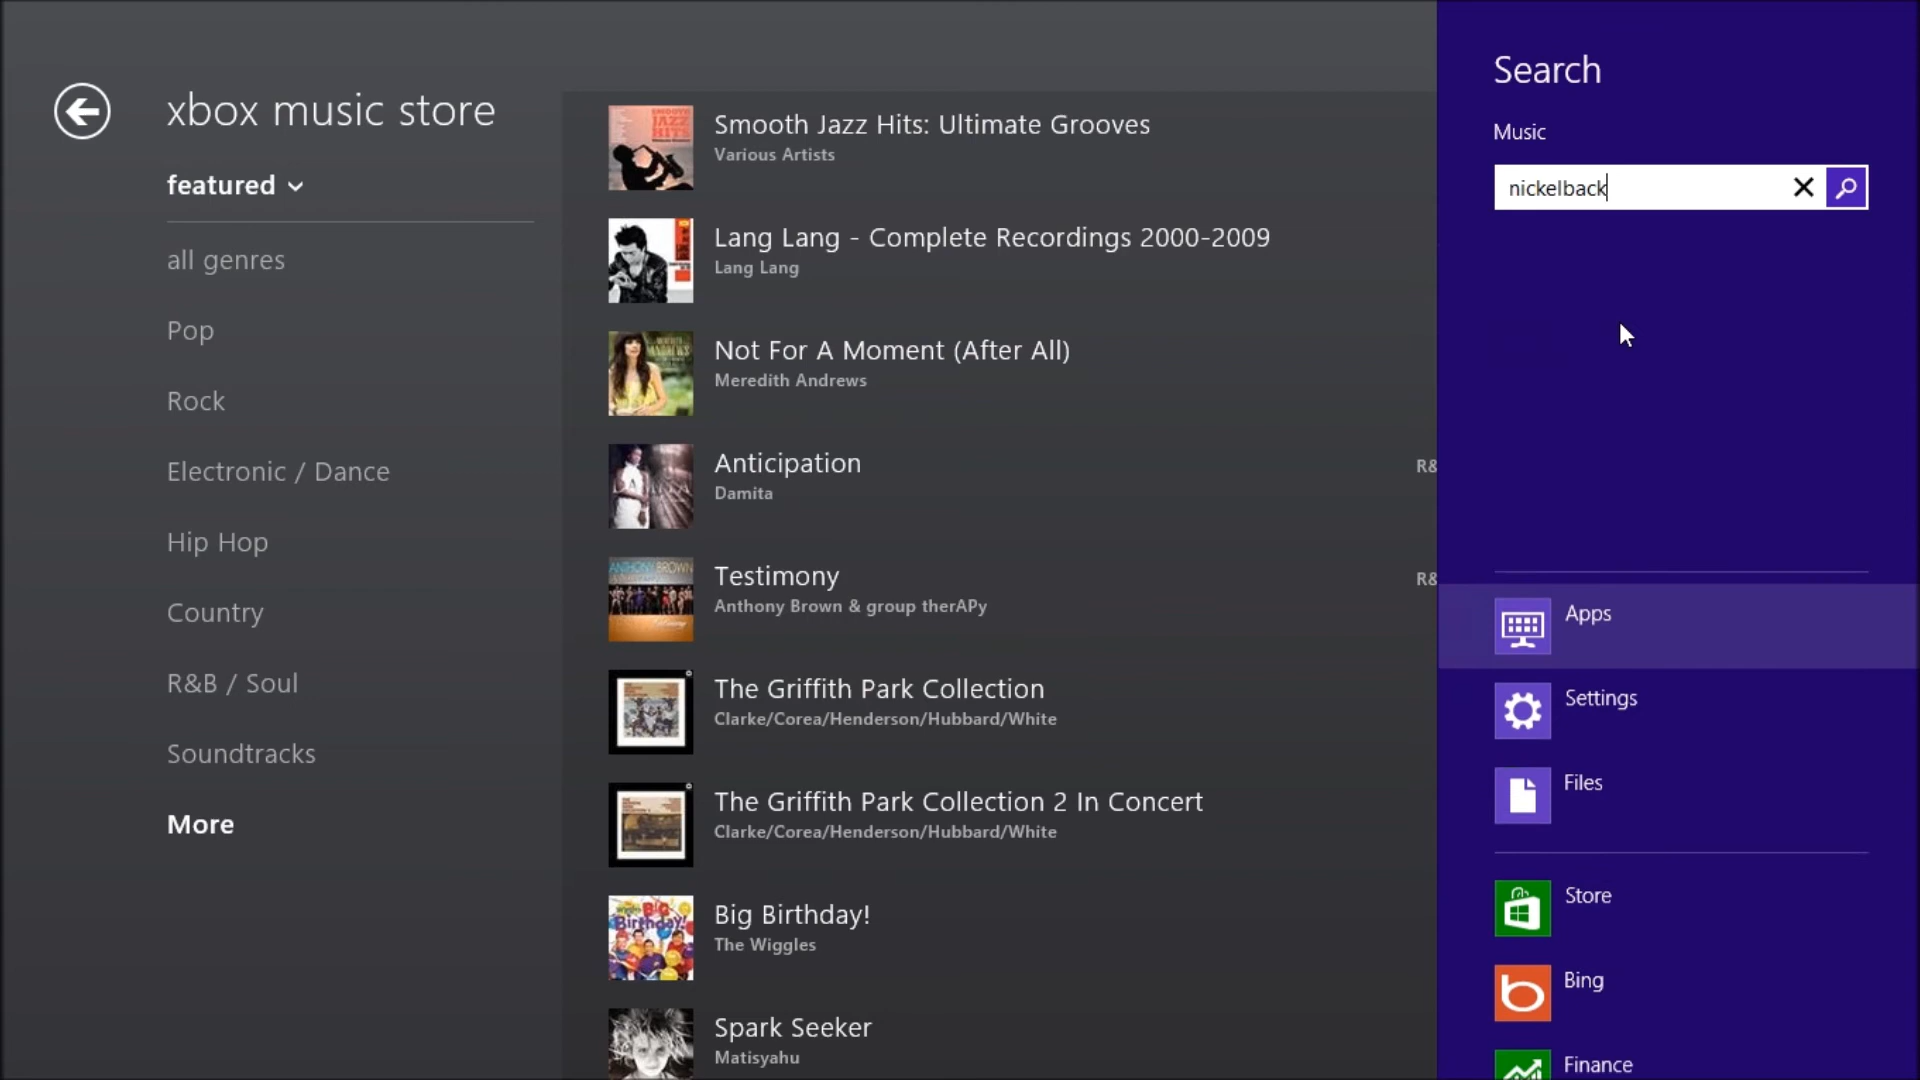 xbox music store
featured
all genres
Pop
Rock
Electronic / Dance
Hip Hop
Country
R&B / Soul
Soundtracks
More
Smooth Jazz Hits: Ultimate Grooves
Various Artists
Lang Lang - Complete Recordings 2000-2009
Lang Lang
Not For A Moment (After All)
Meredith Andrews
Anticipation
Damita
R&
Testimony
Anthony Brown & group therAPy
R&
The Griffith Park Collection
Clarke/Corea/Henderson/Hubbard/White
The Griffith Park Collection 2 In Concert
Clarke/Corea/Henderson/Hubbard/White
Big Birthday!
The Wiggles
Spark Seeker
Matisyahu
Search
Music
nickelback
Apps
Settings
Files
Store
Bing
Finance